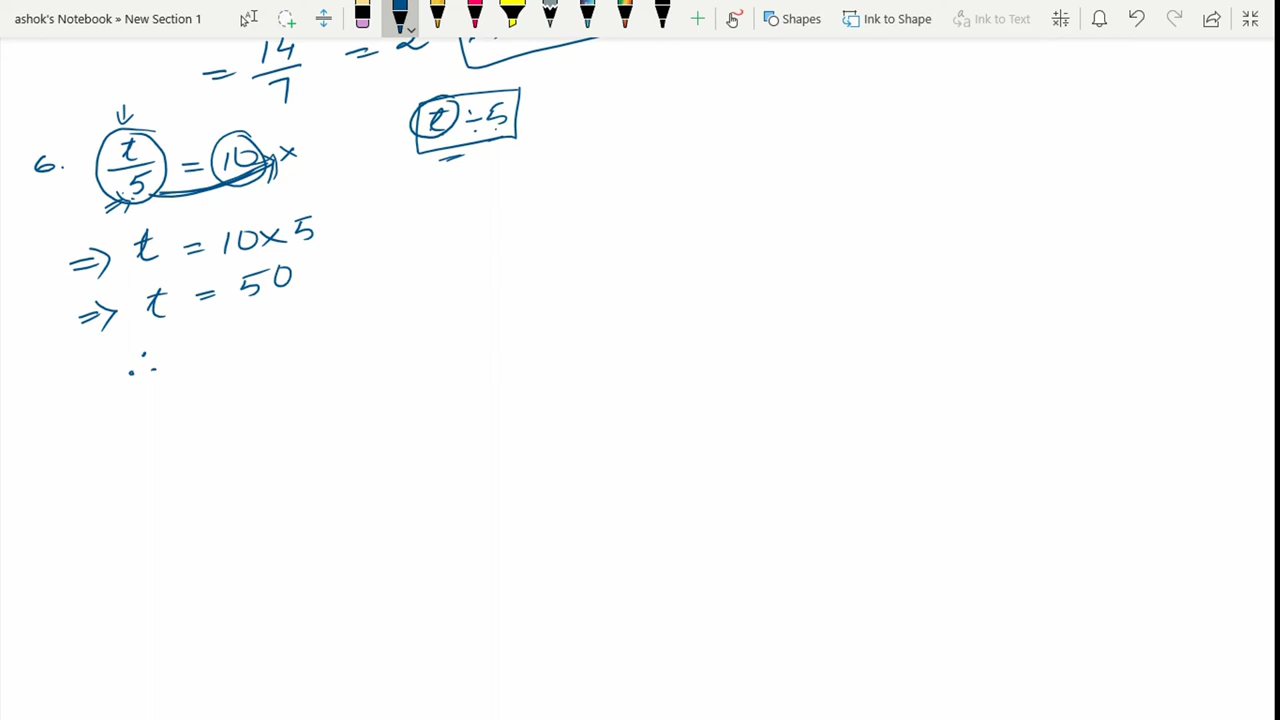 ashok's Notebook » New Section 1
Shapes
Ink to Shape
Ink to Text
= 14/7 = 2
t ÷ 5
6. t/5 = 10 ×
⇒ t = 10 × 5
⇒ t = 50
∴